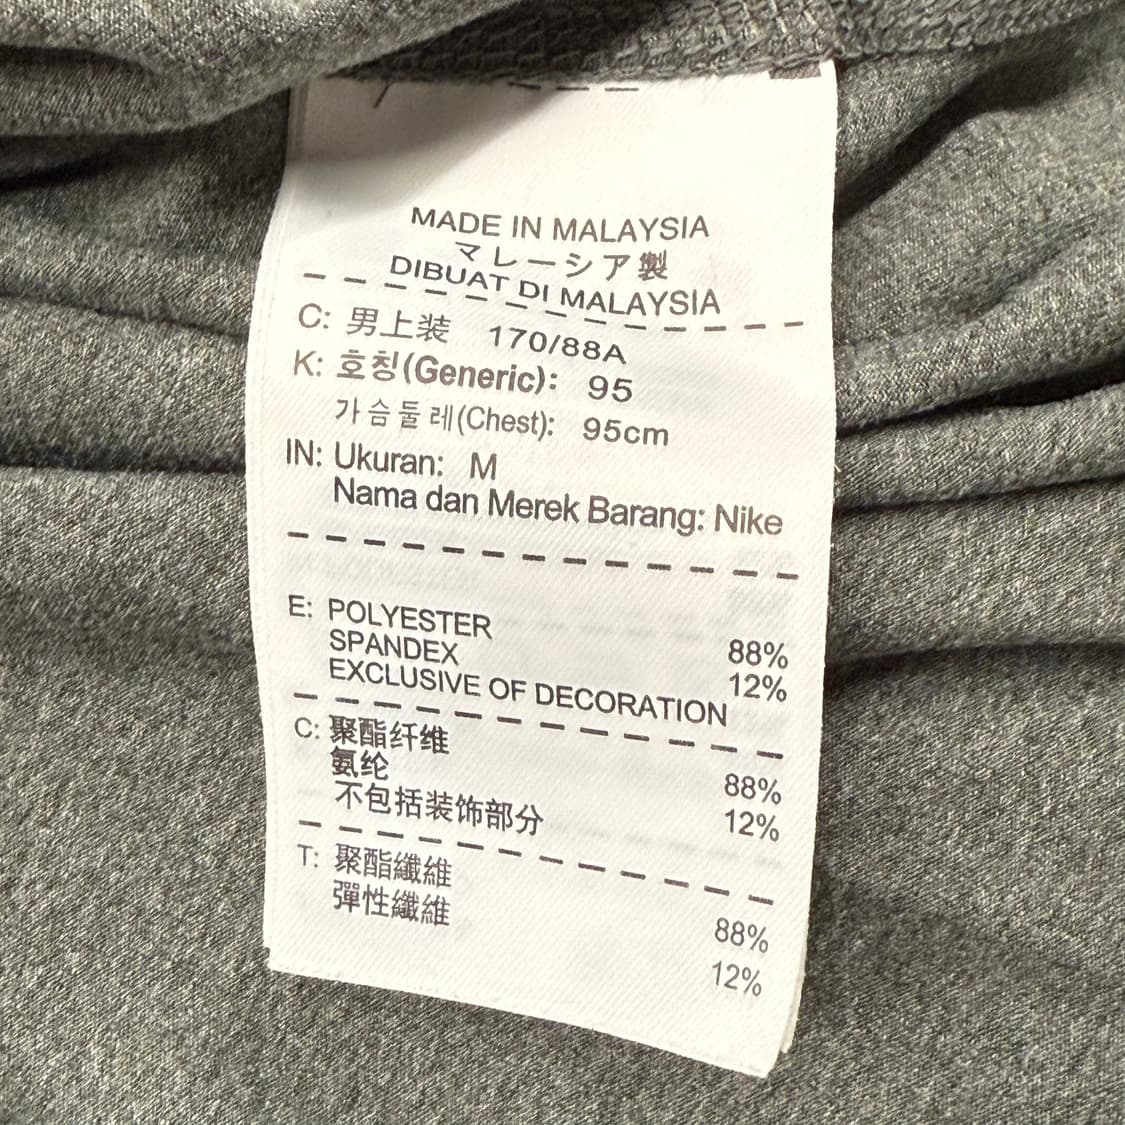 MADE IN MALAYSIA
マレーシア製
DIBUAT DI MALAYSIA
C: 男上装 170/88A
K: 호칭(Generic): 95
가슴둘레(Chest): 95cm
IN: Ukuran: M
Nama dan Merek Barang: Nike
E: POLYESTER 88%
SPANDEX 12%
EXCLUSIVE OF DECORATION
C: 聚酯纤维 88%
氨纶 12%
不包括装饰部分
T: 聚酯纖維 88%
彈性纖維 12%